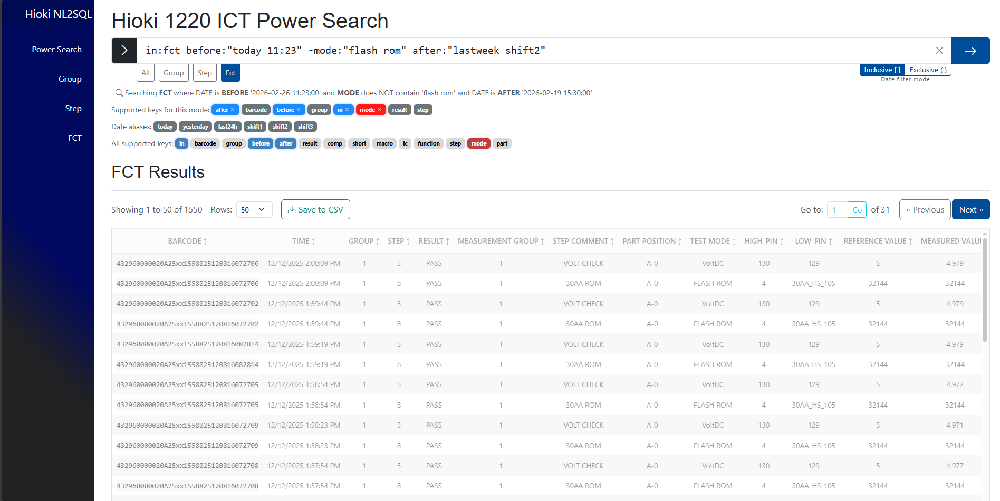 Hioki NL2SQL
Power Search
Group
Step
FCT
Hioki 1220 ICT Power Search
in:fct before:"today 11:23" -mode:"flash rom" after:"lastweek shift2"
All Group Step Fct
Inclusive [ ] Exclusive ( )
Date filter mode
Searching FCT where DATE is BEFORE '2026-02-26 11:23:00' and MODE does NOT contain 'flash rom' and DATE is AFTER '2026-02-19 15:30:00'
Supported keys for this mode: after × barcode before × group in × mode × result step
Date aliases: today yesterday last24h shift1 shift2 shift3
All supported keys: in barcode group before after result comp short macro ic function step mode part
FCT Results
Showing 1 to 50 of 1550 Rows: 50 Save to CSV Go to: 1 Go of 31 « Previous Next »
BARCODE TIME GROUP STEP RESULT MEASUREMENT GROUP STEP COMMENT PART POSITION TEST MODE HIGH-PIN LOW-PIN REFERENCE VALUE MEASURED VALU
432960000020A25xx1558825120816072706 12/12/2025 2:00:09 PM 1 5 PASS 1 VOLT CHECK A-0 VoltDC 130 129 5 4.979
432960000020A25xx1558825120816072706 12/12/2025 2:00:09 PM 1 8 PASS 1 30AA ROM A-0 FLASH ROM 4 30AA_HS_105 32144 32144
432960000020A25xx1558825120816072702 12/12/2025 1:59:44 PM 1 5 PASS 1 VOLT CHECK A-0 VoltDC 130 129 5 4.979
432960000020A25xx1558825120816072702 12/12/2025 1:59:44 PM 1 8 PASS 1 30AA ROM A-0 FLASH ROM 4 30AA_HS_105 32144 32144
432960000020A25xx1558825120816082814 12/12/2025 1:59:19 PM 1 5 PASS 1 VOLT CHECK A-0 VoltDC 130 129 5 4.979
432960000020A25xx1558825120816082814 12/12/2025 1:59:19 PM 1 8 PASS 1 30AA ROM A-0 FLASH ROM 4 30AA_HS_105 32144 32144
432960000020A25xx1558825120816072705 12/12/2025 1:58:54 PM 1 5 PASS 1 VOLT CHECK A-0 VoltDC 130 129 5 4.972
432960000020A25xx1558825120816072705 12/12/2025 1:58:54 PM 1 8 PASS 1 30AA ROM A-0 FLASH ROM 4 30AA_HS_105 32144 32144
432960000020A25xx1558825120816072709 12/12/2025 1:58:23 PM 1 5 PASS 1 VOLT CHECK A-0 VoltDC 130 129 5 4.971
432960000020A25xx1558825120816072709 12/12/2025 1:58:23 PM 1 8 PASS 1 30AA ROM A-0 FLASH ROM 4 30AA_HS_105 32144 32144
432960000020A25xx1558825120816072708 12/12/2025 1:57:54 PM 1 5 PASS 1 VOLT CHECK A-0 VoltDC 130 129 5 4.977
432960000020A25xx1558825120816072708 12/12/2025 1:57:54 PM 1 8 PASS 1 30AA ROM A-0 FLASH ROM 4 30AA_HS_105 32144 32144